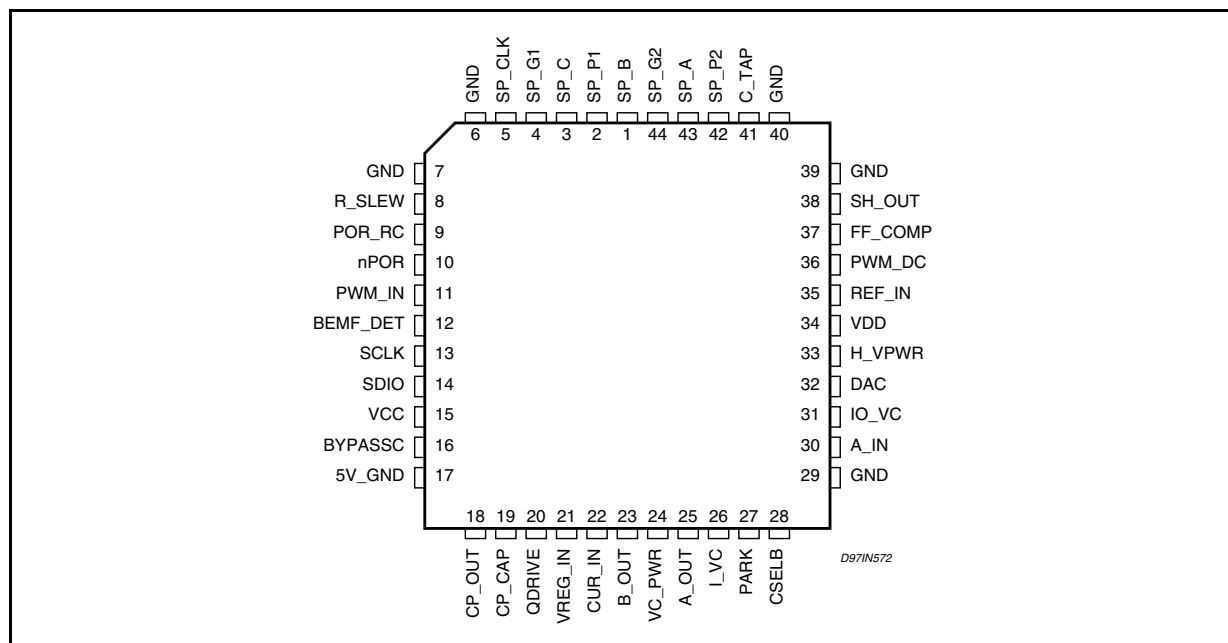 GND
SP_CLK
SP_G1
SP_C
SP_P1
SP_B
SP_G2
SP_A
SP_P2
C_TAP
GND
6 5 4 3 2 1 44 43 42 41 40
GND 7 39 GND
R_SLEW 8 38 SH_OUT
POR_RC 9 37 FF_COMP
nPOR 10 36 PWM_DC
PWM_IN 11 35 REF_IN
BEMF_DET 12 34 VDD
SCLK 13 33 H_VPWR
SDIO 14 32 DAC
VCC 15 31 IO_VC
BYPASSC 16 30 A_IN
5V_GND 17 29 GND
18 19 20 21 22 23 24 25 26 27 28
CP_OUT
CP_CAP
QDRIVE
VREG_IN
CUR_IN
B_OUT
VC_PWR
A_OUT
I_VC
PARK
CSELB
D97IN572